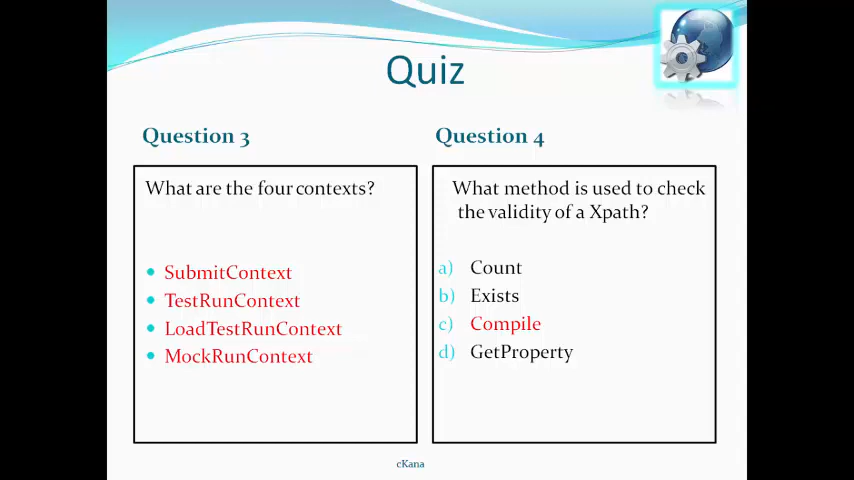 Quiz
Question 3
What are the four contexts?
• SubmitContext
• TestRunContext
• LoadTestRunContext
• MockRunContext
Question 4
What method is used to check
the validity of a Xpath?
a) Count
b) Exists
c) Compile
d) GetProperty
cKana